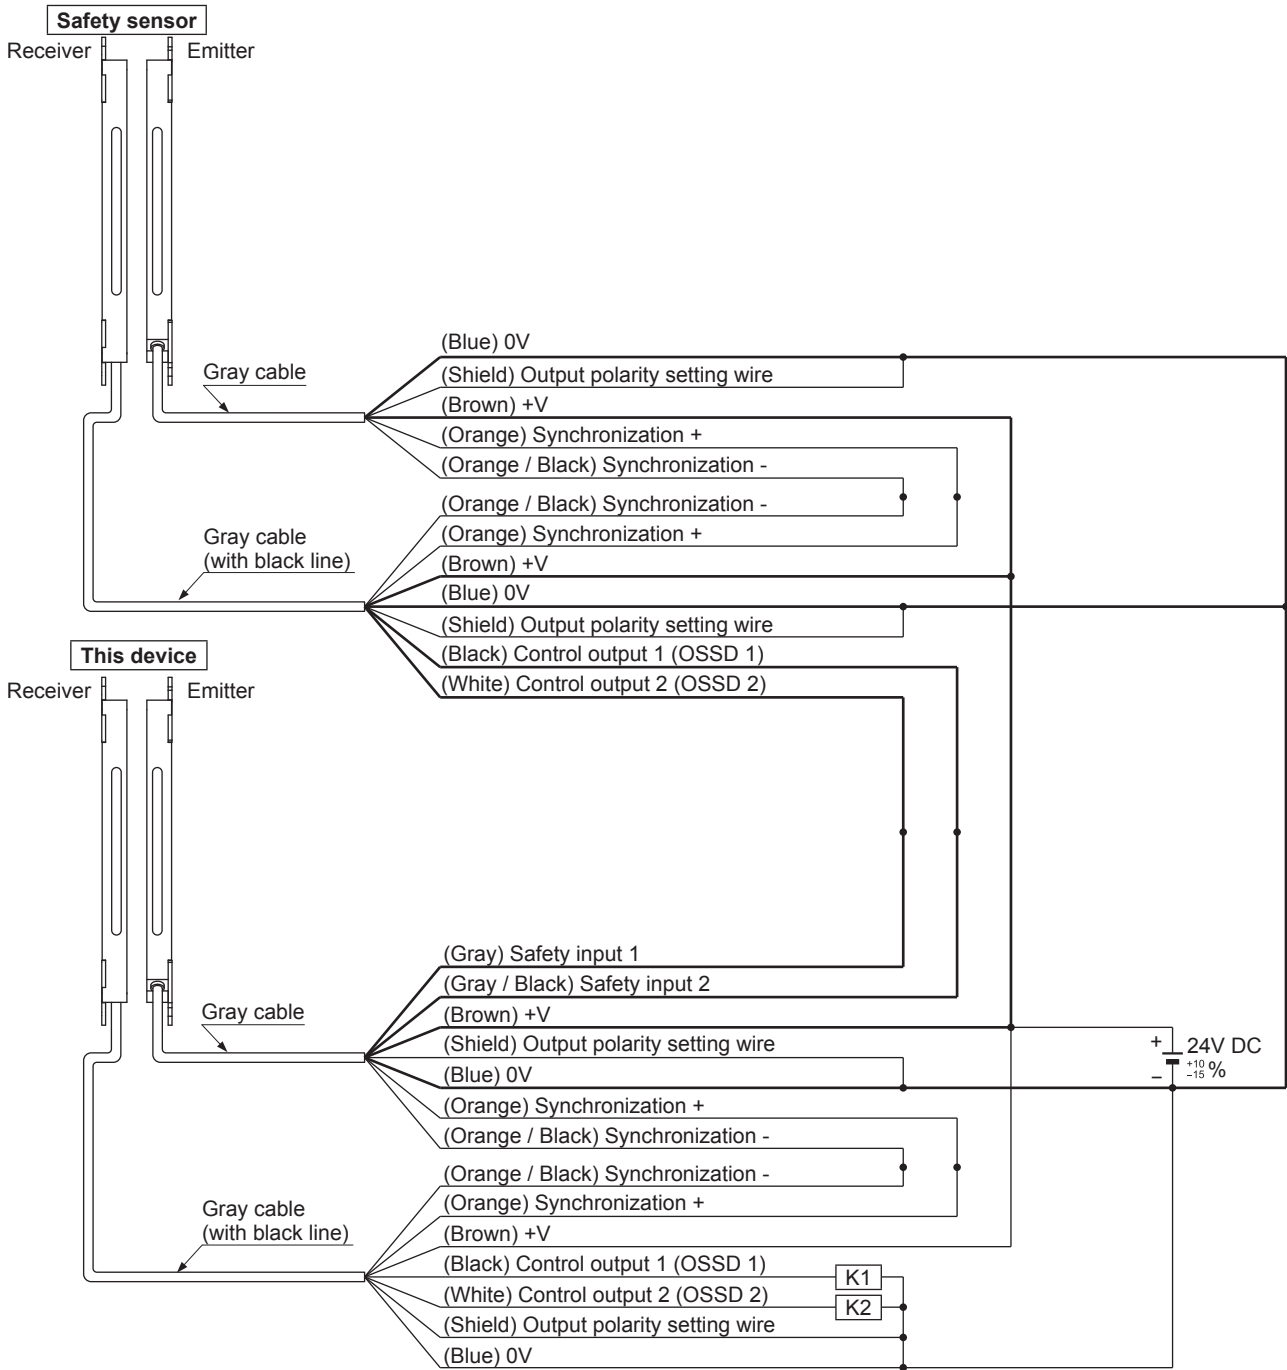 Safety sensor
Receiver
Emitter
(Blue) 0V
Gray cable
(Shield) Output polarity setting wire
(Brown) +V
(Orange) Synchronization +
(Orange / Black) Synchronization -
(Orange / Black) Synchronization -
(Orange) Synchronization +
Gray cable
(with black line)
(Brown) +V
(Blue) 0V
(Shield) Output polarity setting wire
(Black) Control output 1 (OSSD 1)
(White) Control output 2 (OSSD 2)
This device
Receiver
Emitter
(Gray) Safety input 1
(Gray / Black) Safety input 2
Gray cable
(Brown) +V
(Shield) Output polarity setting wire
+
24V DC
+10
-15 %
–
(Blue) 0V
(Orange) Synchronization +
(Orange / Black) Synchronization -
(Orange / Black) Synchronization -
(Orange) Synchronization +
Gray cable
(with black line)
(Brown) +V
(Black) Control output 1 (OSSD 1)
K1
(White) Control output 2 (OSSD 2)
K2
(Shield) Output polarity setting wire
(Blue) 0V